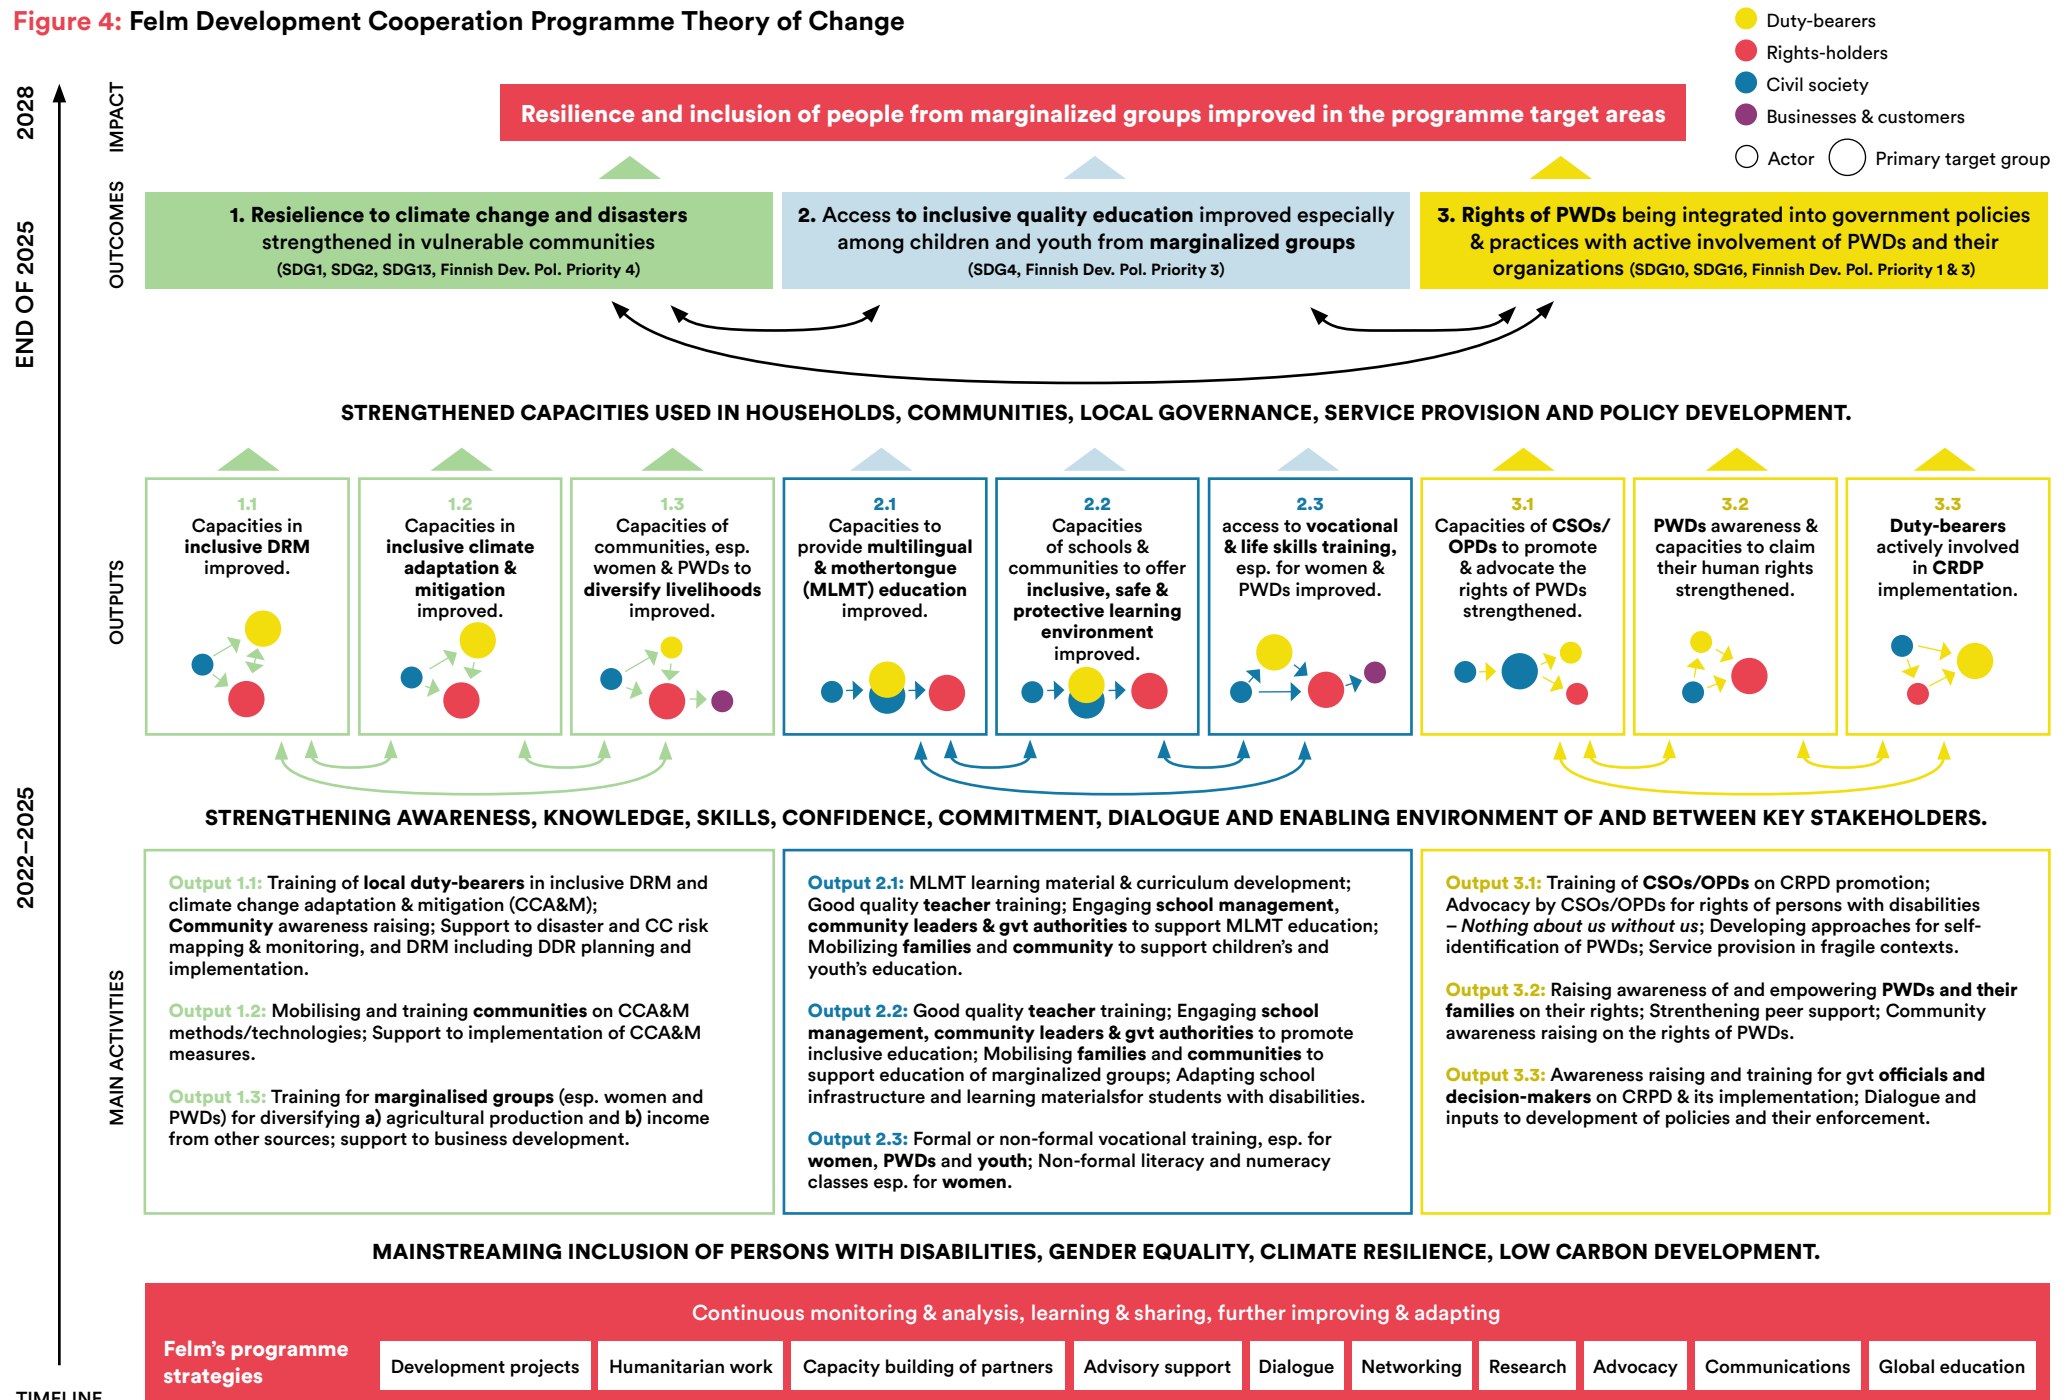 Figure 4: Felm Development Cooperation Programme Theory of Change
Duty-bearers
Rights-holders
Civil society
Businesses & customers
Actor
Primary target group
2028
IMPACT
Resilience and inclusion of people from marginalized groups improved in the programme target areas
END OF 2025
OUTCOMES
1. Resielience to climate change and disasters
strengthened in vulnerable communities
(SDG1, SDG2, SDG13, Finnish Dev. Pol. Priority 4)
2. Access to inclusive quality education improved especially
among children and youth from marginalized groups
(SDG4, Finnish Dev. Pol. Priority 3)
3. Rights of PWDs being integrated into government policies
& practices with active involvement of PWDs and their
organizations (SDG10, SDG16, Finnish Dev. Pol. Priority 1 & 3)
STRENGTHENED CAPACITIES USED IN HOUSEHOLDS, COMMUNITIES, LOCAL GOVERNANCE, SERVICE PROVISION AND POLICY DEVELOPMENT.
OUTPUTS
1.1
Capacities in
inclusive DRM
improved.
1.2
Capacities in
inclusive climate
adaptation &
mitigation
improved.
1.3
Capacities of
communities, esp.
women & PWDs to
diversify livelihoods
improved.
2.1
Capacities to
provide multilingual
& mothertongue
(MLMT) education
improved.
2.2
Capacities
of schools &
communities to offer
inclusive, safe &
protective learning
environment
improved.
2.3
access to vocational
& life skills training,
esp. for women &
PWDs improved.
3.1
Capacities of CSOs/
OPDs to promote
& advocate the
rights of PWDs
strengthened.
3.2
PWDs awareness &
capacities to claim
their human rights
strengthened.
3.3
Duty-bearers
actively involved
in CRDP
implementation.
2022–2025
STRENGTHENING AWARENESS, KNOWLEDGE, SKILLS, CONFIDENCE, COMMITMENT, DIALOGUE AND ENABLING ENVIRONMENT OF AND BETWEEN KEY STAKEHOLDERS.
MAIN ACTIVITIES
Output 1.1: Training of local duty-bearers in inclusive DRM and
climate change adaptation & mitigation (CCA&M);
Community awareness raising; Support to disaster and CC risk
mapping & monitoring, and DRM including DDR planning and
implementation.
Output 1.2: Mobilising and training communities on CCA&M
methods/technologies; Support to implementation of CCA&M
measures.
Output 1.3: Training for marginalised groups (esp. women and
PWDs) for diversifying a) agricultural production and b) income
from other sources; support to business development.
Output 2.1: MLMT learning material & curriculum development;
Good quality teacher training; Engaging school management,
community leaders & gvt authorities to support MLMT education;
Mobilizing families and community to support children's and
youth's education.
Output 2.2: Good quality teacher training; Engaging school
management, community leaders & gvt authorities to promote
inclusive education; Mobilising families and communities to
support education of marginalized groups; Adapting school
infrastructure and learning materialsfor students with disabilities.
Output 2.3: Formal or non-formal vocational training, esp. for
women, PWDs and youth; Non-formal literacy and numeracy
classes esp. for women.
Output 3.1: Training of CSOs/OPDs on CRPD promotion;
Advocacy by CSOs/OPDs for rights of persons with disabilities
– Nothing about us without us; Developing approaches for self-
identification of PWDs; Service provision in fragile contexts.
Output 3.2: Raising awareness of and empowering PWDs and their
families on their rights; Strenthening peer support; Community
awareness raising on the rights of PWDs.
Output 3.3: Awareness raising and training for gvt officials and
decision-makers on CRPD & its implementation; Dialogue and
inputs to development of policies and their enforcement.
MAINSTREAMING INCLUSION OF PERSONS WITH DISABILITIES, GENDER EQUALITY, CLIMATE RESILIENCE, LOW CARBON DEVELOPMENT.
Continuous monitoring & analysis, learning & sharing, further improving & adapting
Felm's programme
strategies
Development projects
Humanitarian work
Capacity building of partners
Advisory support
Dialogue
Networking
Research
Advocacy
Communications
Global education
TIMELINE